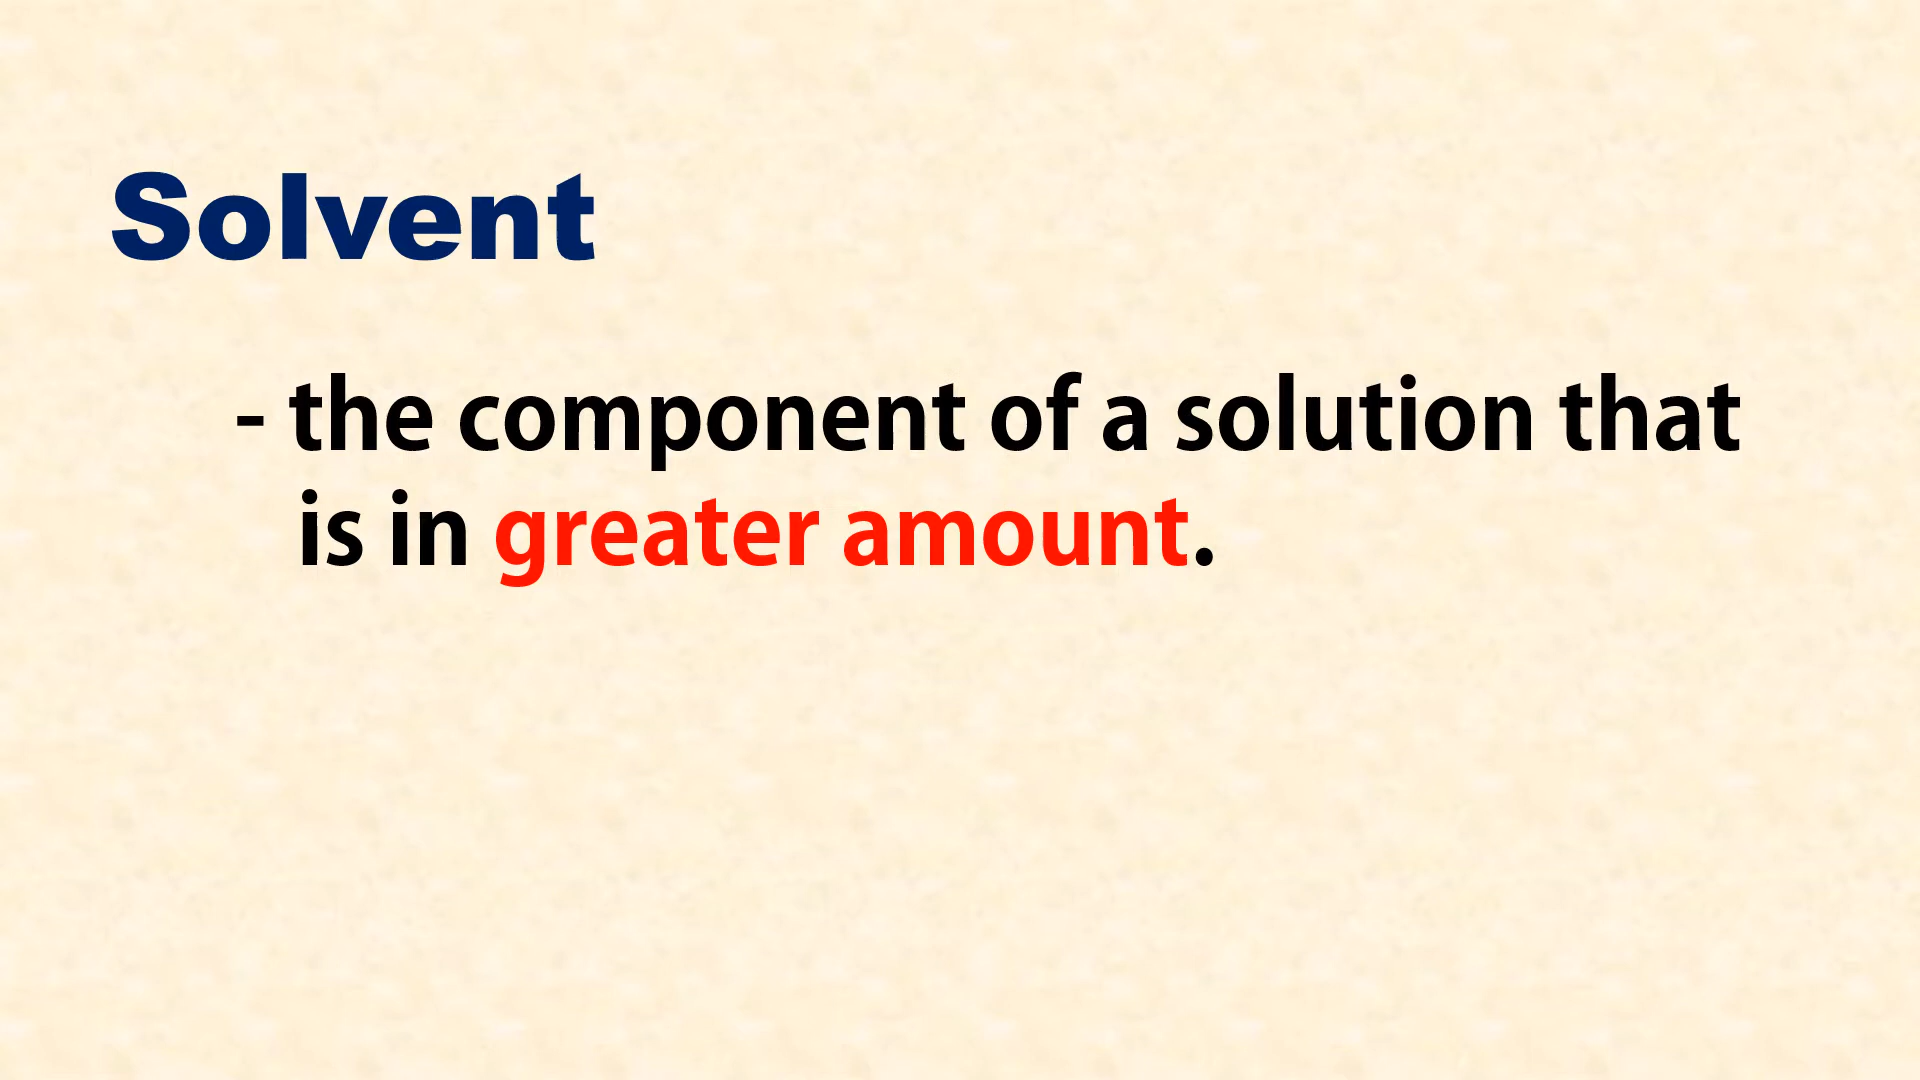 Solvent
- the component of a solution that
is in greater amount.